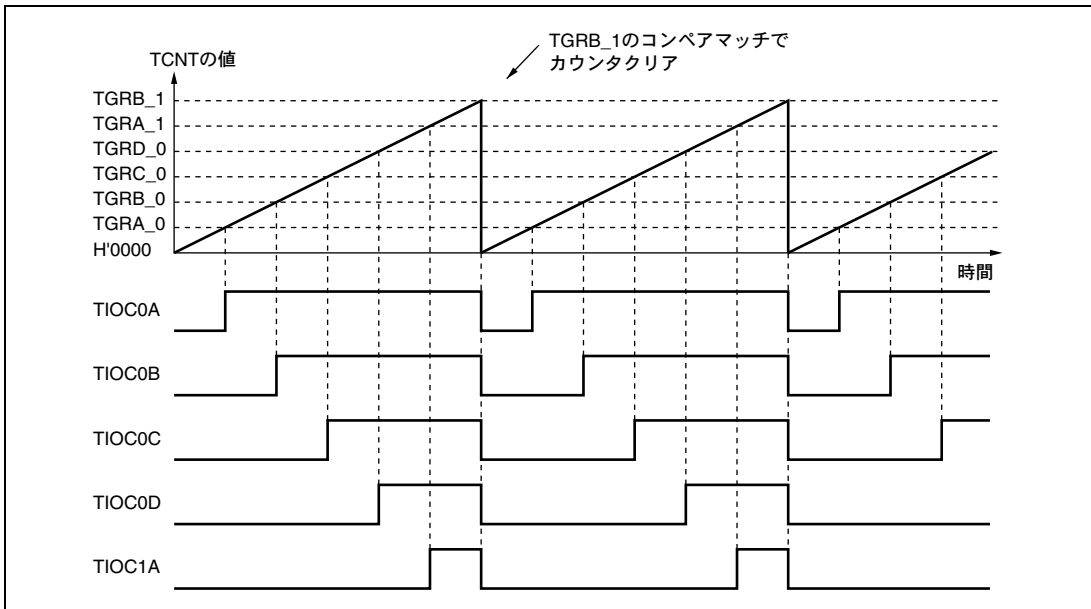 TGRB_1のコンペアマッチで
カウンタクリア
TCNTの値
TGRB_1
TGRA_1
TGRD_0
TGRC_0
TGRB_0
TGRA_0
H'0000
時間
TIOC0A
TIOC0B
TIOC0C
TIOC0D
TIOC1A